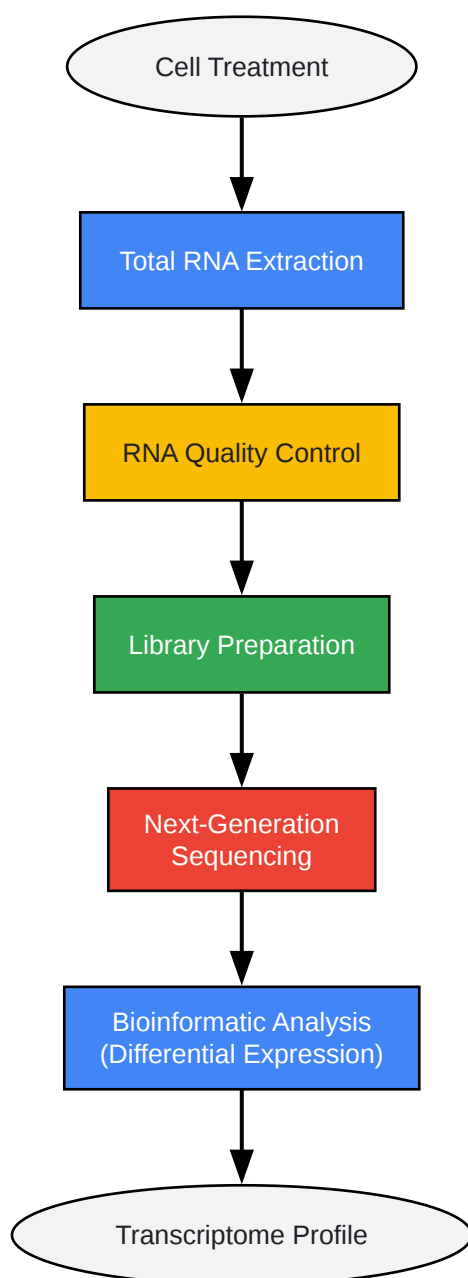 Cell Treatment
Total RNA Extraction
RNA Quality Control
Library Preparation
Next-Generation
Sequencing
Bioinformatic Analysis
(Differential Expression)
Transcriptome Profile